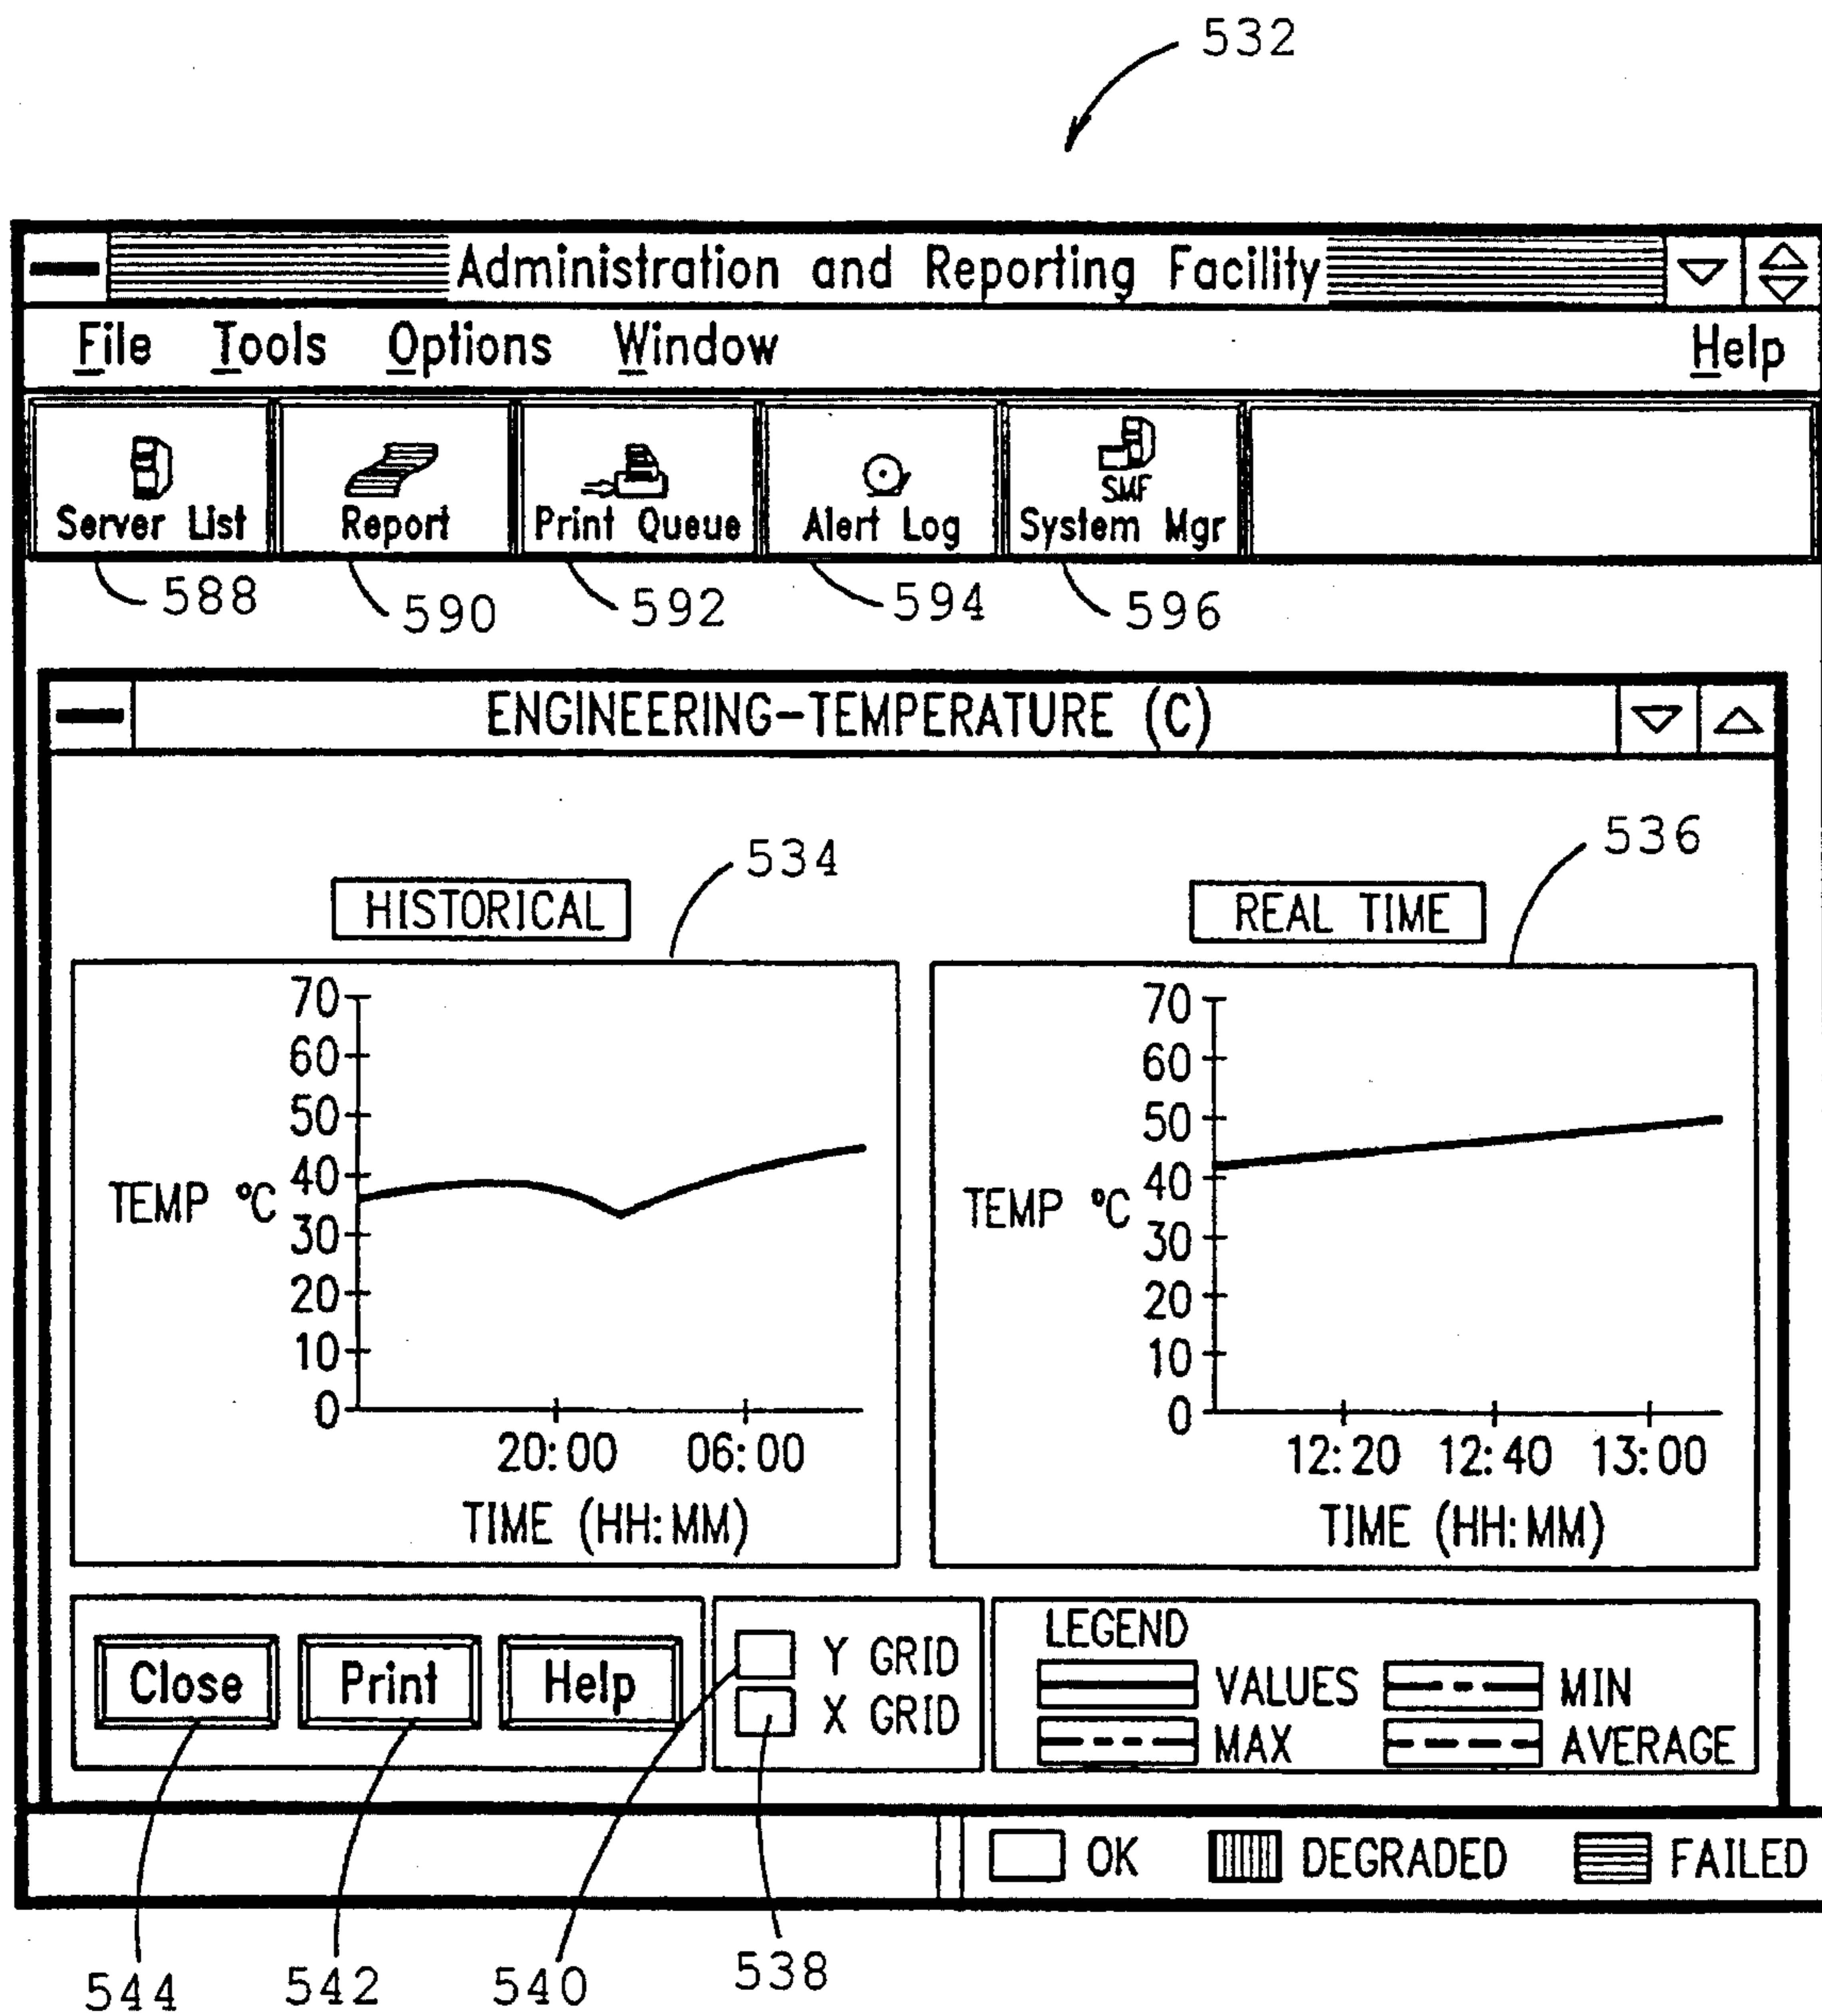 532
Administration and Reporting Facility
File Tools Options Window Help
SMF
Server List Report Print Queue Alert Log System Mgr
588 590 592 594 596
ENGINEERING-TEMPERATURE (C)
534 536
HISTORICAL REAL TIME
70 70
60 60
50 50
40 40
TEMP °C TEMP °C
30 30
20 20
10 10
0 0
20:00 06:00 12:20 12:40 13:00
TIME (HH:MM) TIME (HH:MM)
LEGEND
Close Print Help Y GRID VALUES MIN
X GRID MAX AVERAGE
OK DEGRADED FAILED
544 542 540 538